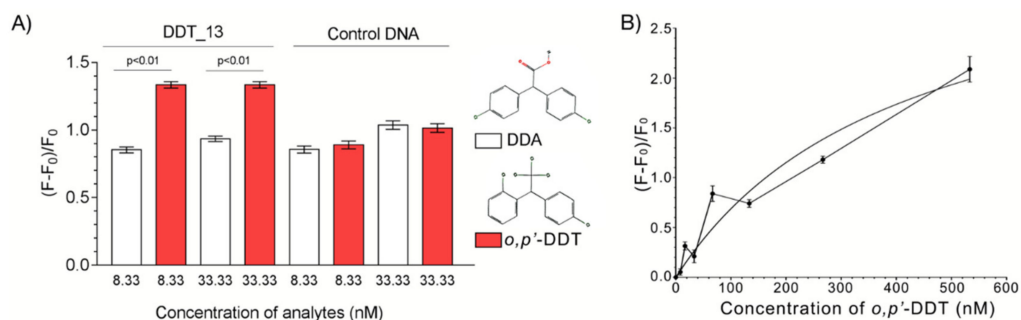 A)
DDT_13
Control DNA
p<0.01
p<0.01
(F-F₀)/F₀
1.5
1.0
0.5
0.0
8.33 8.33 33.33 33.33 8.33 8.33 33.33 33.33
Concentration of analytes (nM)
DDA
o,p'-DDT
B)
(F-F₀)/F₀
2.5
2.0
1.5
1.0
0.5
0.0
0 100 200 300 400 500 600
Concentration of o,p'-DDT (nM)